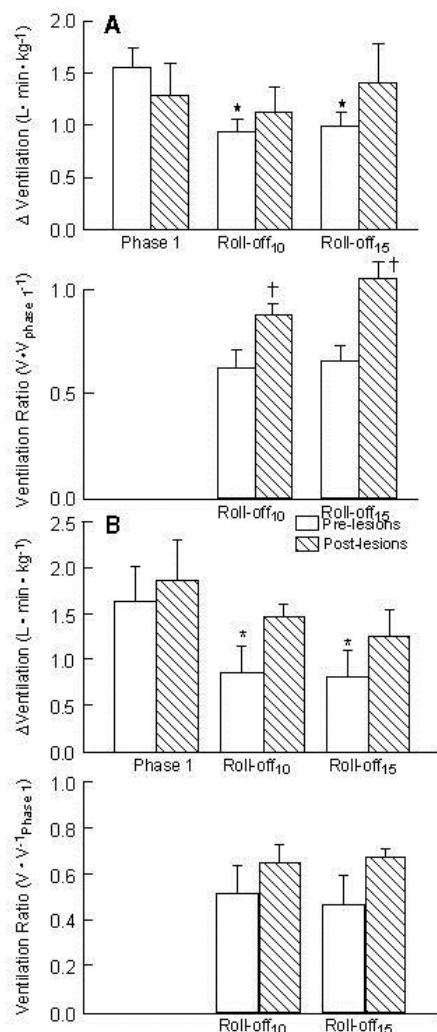 A
2.0
1.5
1.0
0.5
0.0
Δ Ventilation (L• min• kg-1)
*
*
Phase 1
Roll-off10
Roll-off15
1.0
0.5
0.0
Ventilation Ratio (V•Vphase 1-1)
†
†
Roll-off10
Roll-off15
B
Pre-lesions
Post-lesions
2.5
2.0
1.5
1.0
0.5
0.0
ΔVentilation (L• min • kg-1)
*
*
Phase 1
Roll-off10
Roll-off15
1.0
0.8
0.6
0.4
0.2
0.0
Ventilation Ratio (V • V-1Phase 1)
Roll-off10
Roll-off15